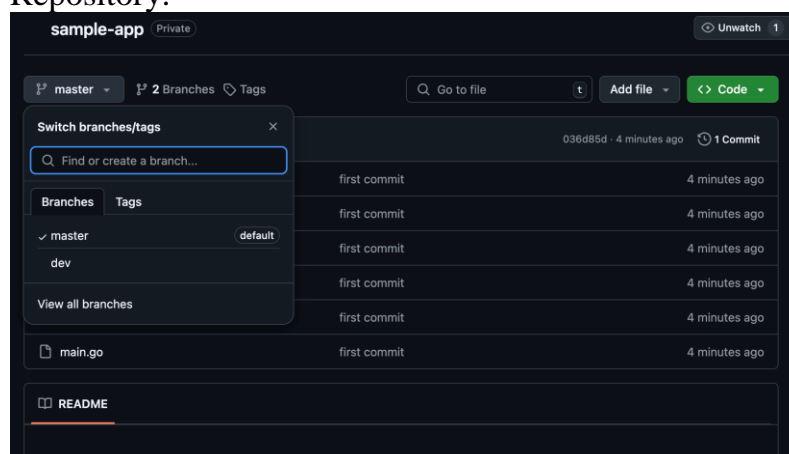 Repository:
sample-app Private Unwatch 1
master 2 Branches Tags Go to file t Add file <> Code
Switch branches/tags
036d85d · 4 minutes ago 1 Commit
Find or create a branch...
first commit 4 minutes ago
Branches Tags
first commit 4 minutes ago
master default
first commit 4 minutes ago
dev
first commit 4 minutes ago
View all branches
first commit 4 minutes ago
main.go first commit 4 minutes ago
README